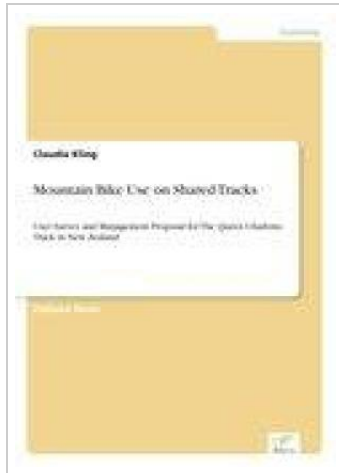 Claudia Kling
Mountain Bike Use on Shared Tracks
User Survey and Management Proposal for The Queen Charlotte
Track in New Zealand